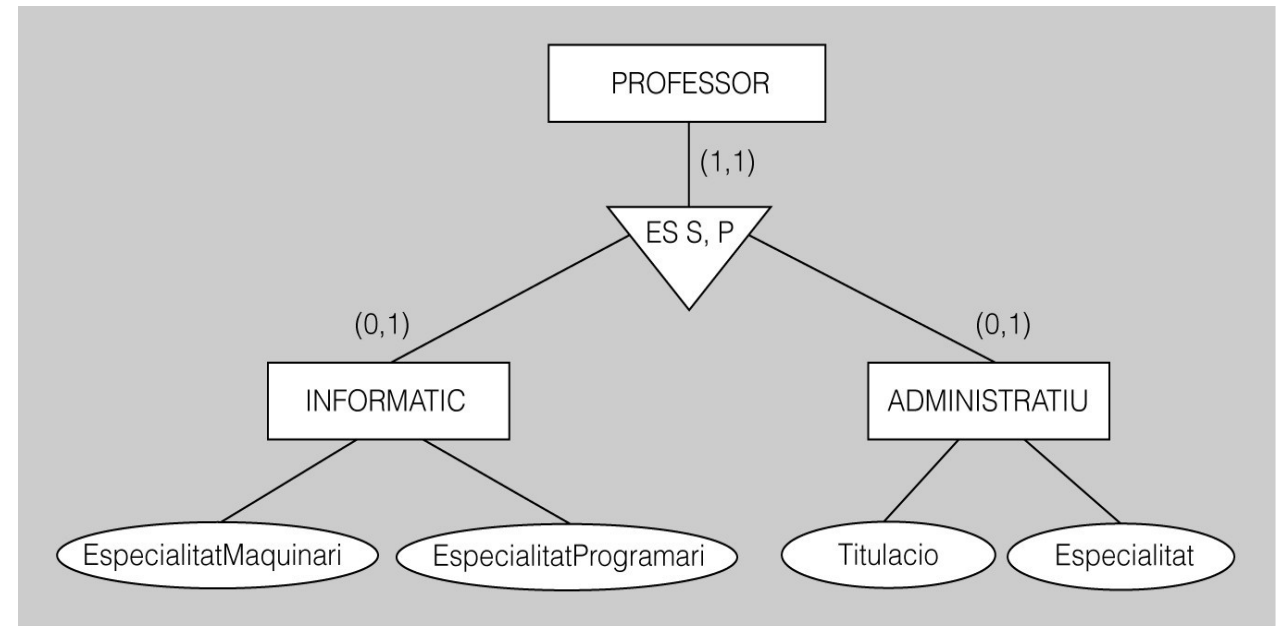 PROFESSOR
(1,1)
ES S, P
(0,1)
(0,1)
INFORMATIC
ADMINISTRATIU
EspecialitatMaquinari
EspecialitatProgramari
Titulacio
Especialitat